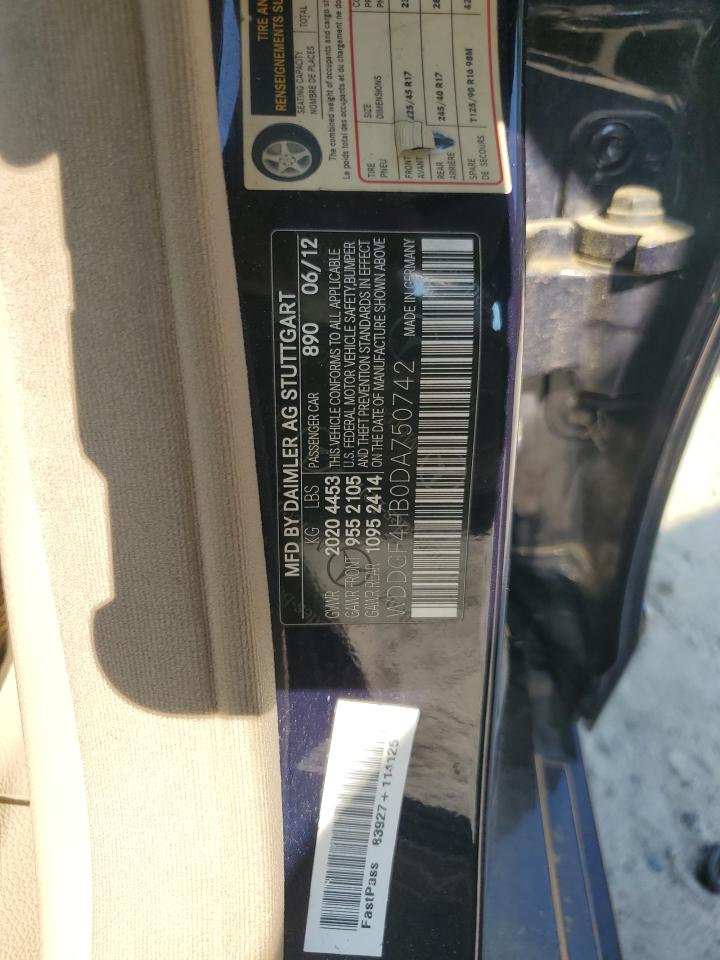 TIRE AN
RENSEIGNEMENTS SU
SEATING CAPACITY
NOMBRE DE PLACES
TOTAL
The combined weight of occupants and cargo s
Le poids total des occupants et du chargement ne do
TIRE
PNEU
SIZE
DIMENSIONS
FRONT
AVANT
225/45 R17
REAR
ARRIÈRE
245/40 R17
SPARE
DE SECOURS
T125/90 R16 98M
MFD BY DAIMLER AG STUTTGART
KG LBS PASSENGER CAR 890 06/12
GVWR 2020 4453 THIS VEHICLE CONFORMS TO ALL APPLICABLE
GAWR FRONT 955 2105 U.S. FEDERAL MOTOR VEHICLE SAFETY,BUMPER
GAWR REAR 1095 2414 AND THEFT PREVENTION STANDARDS IN EFFECT
ON THE DATE OF MANUFACTURE SHOWN ABOVE
WDDGF4HB0DA750742 MADE IN GERMANY
FastPass 83927+114125